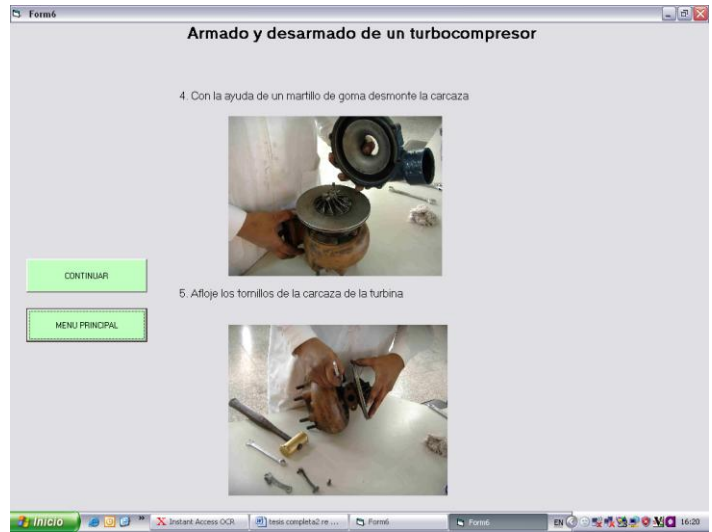 Form6
Armado y desarmado de un turbocompresor
4. Con la ayuda de un martillo de goma desmonte la carcaza
CONTINUAR
5. Afloje los tornillos de la carcaza de la turbina
MENU PRINCIPAL
Inicio
Instant Access OCR
tesis completa2 re ...
Form6
Form6
EN
16:20